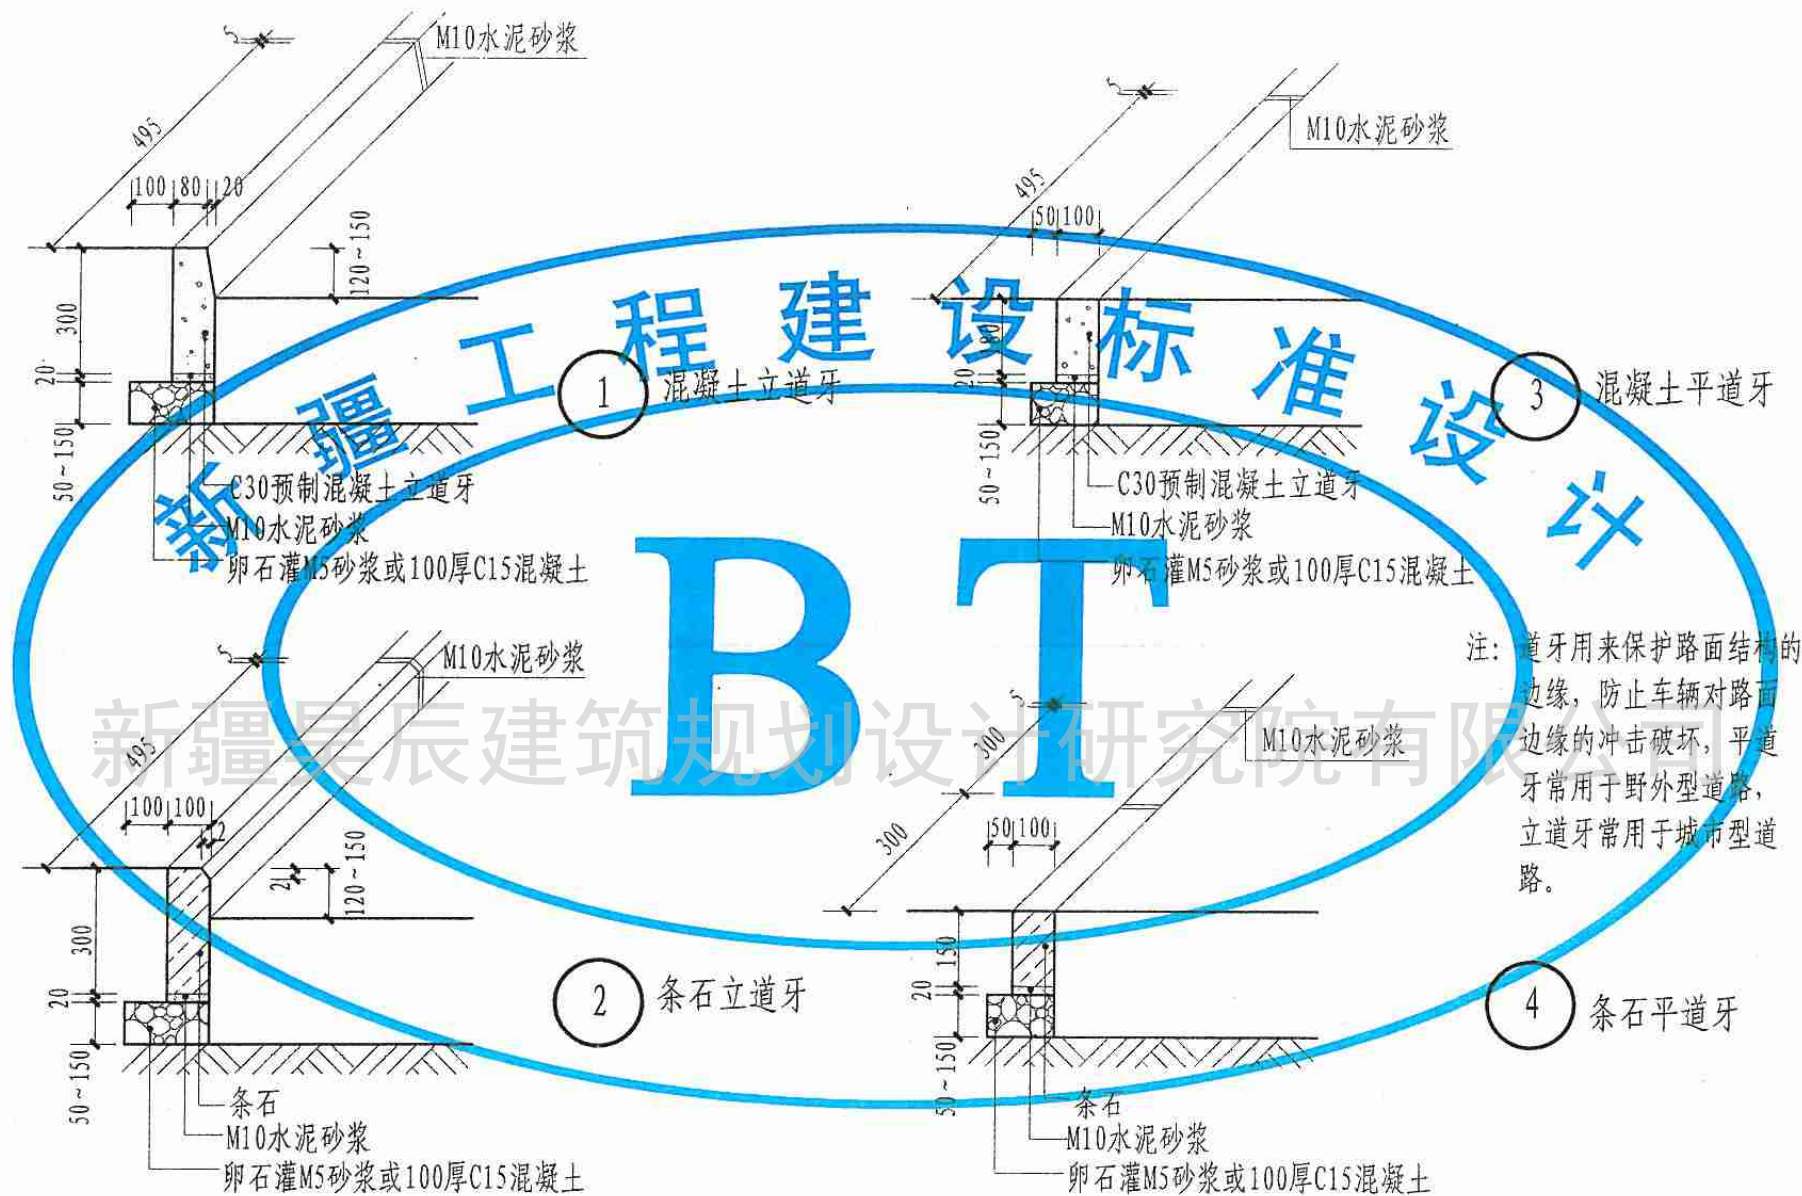 5
M10水泥砂浆
495
100 80 20
120~150
300
20
50~150
① 混凝土立道牙
C30预制混凝土立道牙
M10水泥砂浆
卵石灌M5砂浆或100厚C15混凝土
5
M10水泥砂浆
495
50 100
180
20
50~150
③ 混凝土平道牙
C30预制混凝土立道牙
M10水泥砂浆
卵石灌M5砂浆或100厚C15混凝土
新疆工程建设标准设计
BT
新疆昊辰建筑规划设计研究院有限公司
5
M10水泥砂浆
495
100 100
2
2
120~150
300
20
50~150
② 条石立道牙
条石
M10水泥砂浆
卵石灌M5砂浆或100厚C15混凝土
5
300
300
M10水泥砂浆
50 100
150
20
50~150
④ 条石平道牙
条石
M10水泥砂浆
卵石灌M5砂浆或100厚C15混凝土
注: 道牙用来保护路面结构的
边缘, 防止车辆对路面
边缘的冲击破坏, 平道
牙常用于野外型道路,
立道牙常用于城市型道
路。